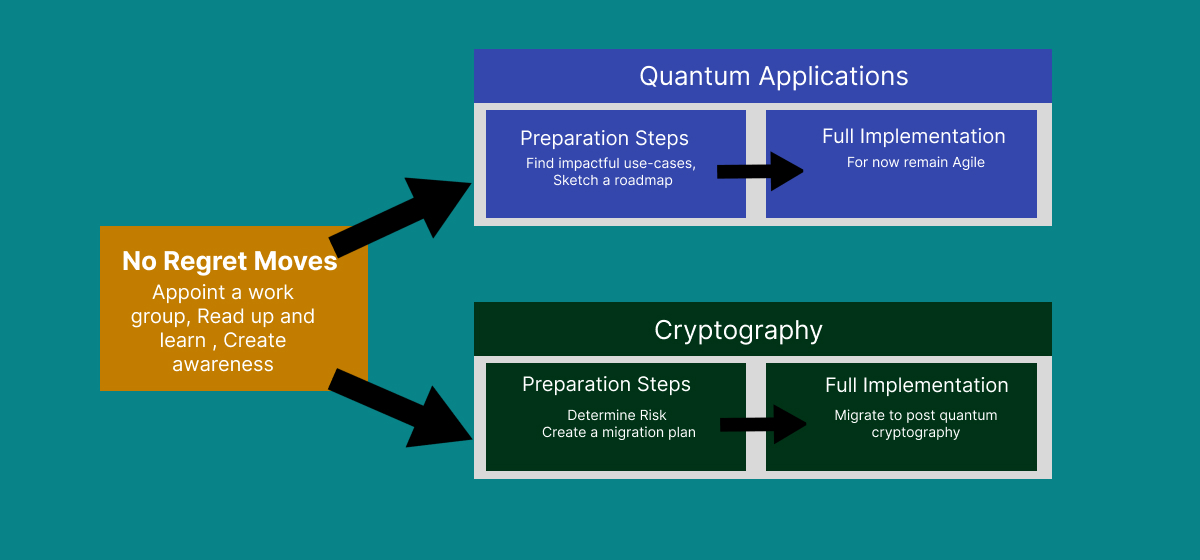 Quantum Applications
Preparation Steps
Find impactful use-cases,
Sketch a roadmap
Full Implementation
For now remain Agile
No Regret Moves
Appoint a work
group, Read up and
learn , Create
awareness
Cryptography
Preparation Steps
Determine Risk
Create a migration plan
Full Implementation
Migrate to post quantum
cryptography